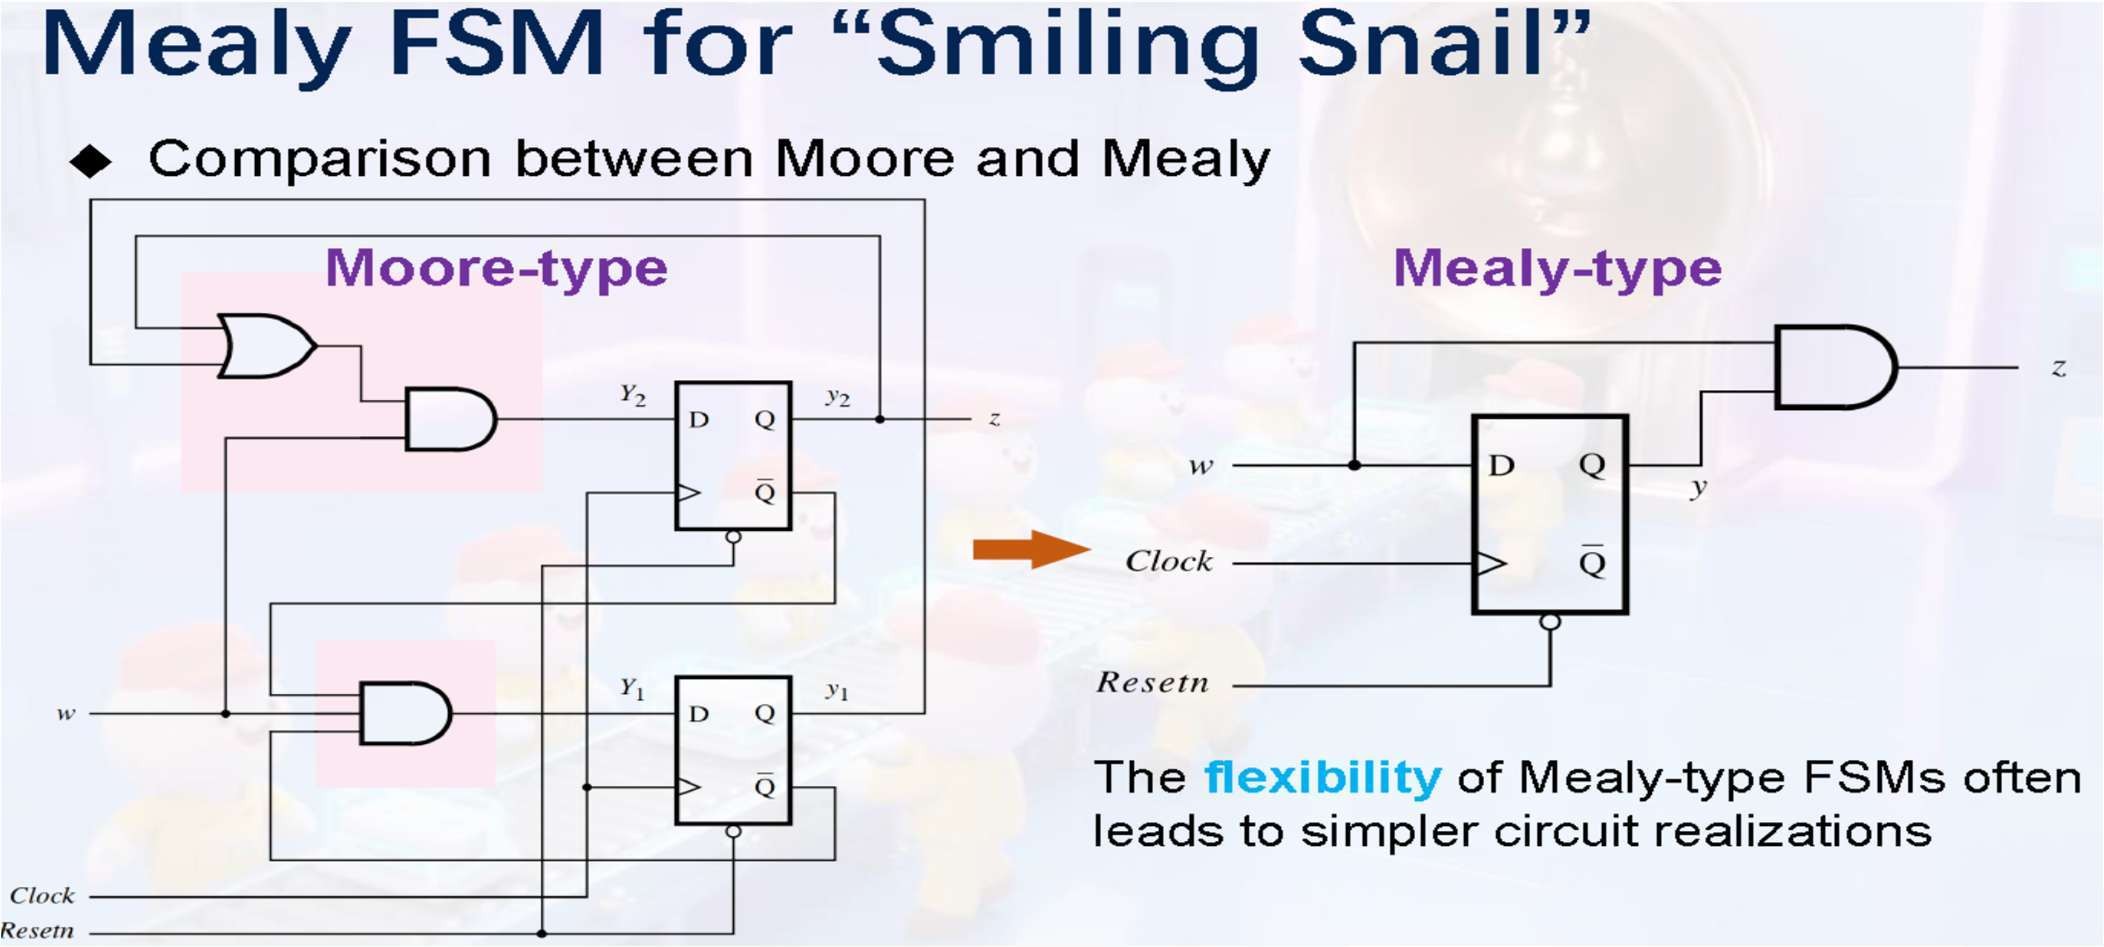 Mealy FSM for “Smiling Snail”
◆ Comparison between Moore and Mealy
Moore-type
Y2
D Q
y2
z
Q̅
w
Y1
D Q
y1
Q̅
Clock
Resetn
Mealy-type
z
w
D Q
y
Clock
Q̅
Resetn
The flexibility of Mealy-type FSMs often
leads to simpler circuit realizations